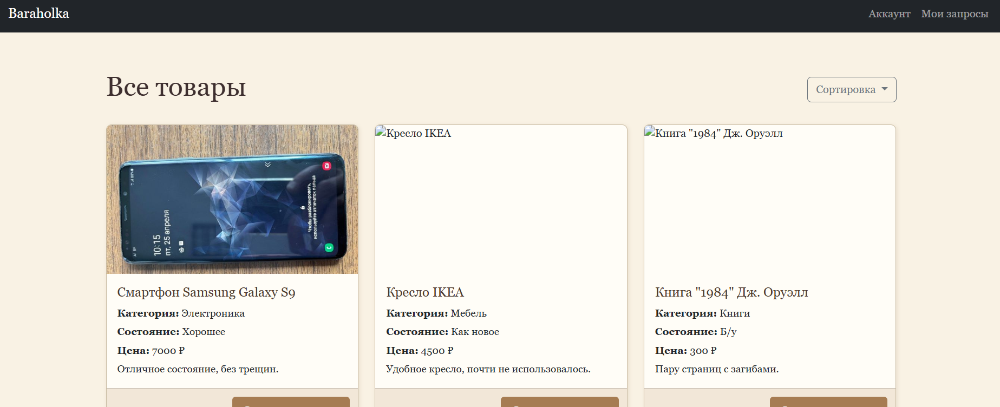 Baraholka
Аккаунт Мои запросы
Все товары
Сортировка
10:15
пт, 25 апреля
Чтобы разблокировать,
используйте отпечаток пальца
A1 BY
88%
Кресло IKEA
Книга "1984" Дж. Оруэлл
Смартфон Samsung Galaxy S9
Категория: Электроника
Состояние: Хорошее
Цена: 7000 ₽
Отличное состояние, без трещин.
Кресло IKEA
Категория: Мебель
Состояние: Как новое
Цена: 4500 ₽
Удобное кресло, почти не использовалось.
Книга "1984" Дж. Оруэлл
Категория: Книги
Состояние: Б/у
Цена: 300 ₽
Пару страниц с загибами.